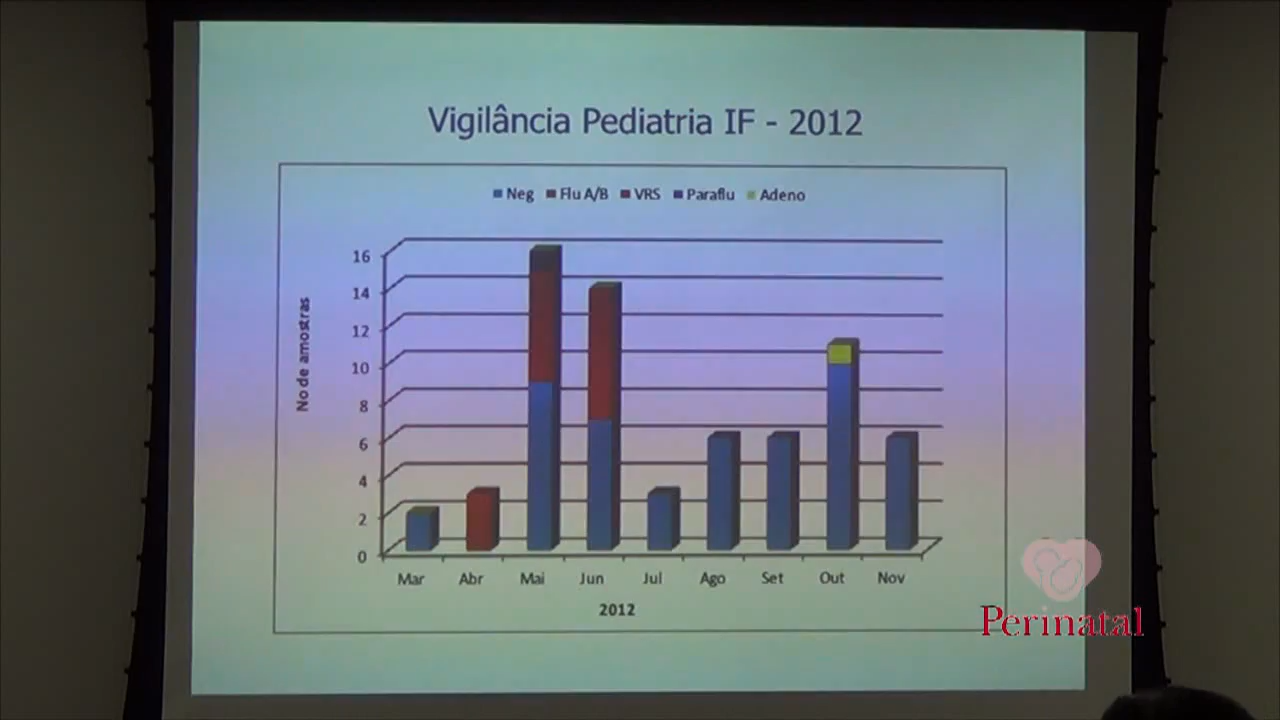 Vigilância Pediatria IF - 2012
Neg Flu A/B VRS Paraflu Adeno
16
14
12
10
8
6
4
2
0
No de amostras
Mar Abr Mai Jun Jul Ago Set Out Nov
2012
Perinatal